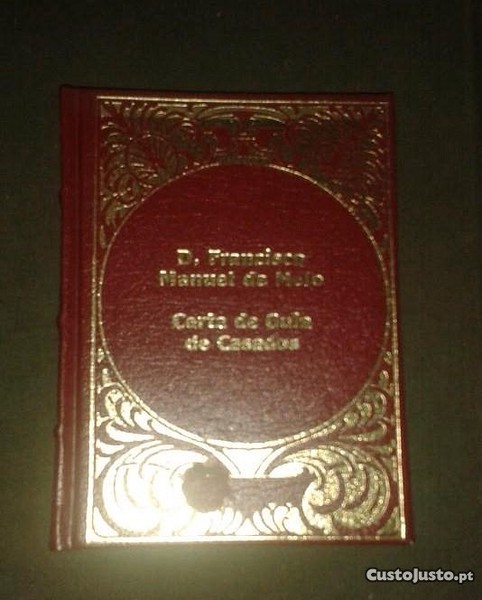 D. Francisco
Manuel de Melo
Carta de Guia
de Casados
CustoJusto.pt